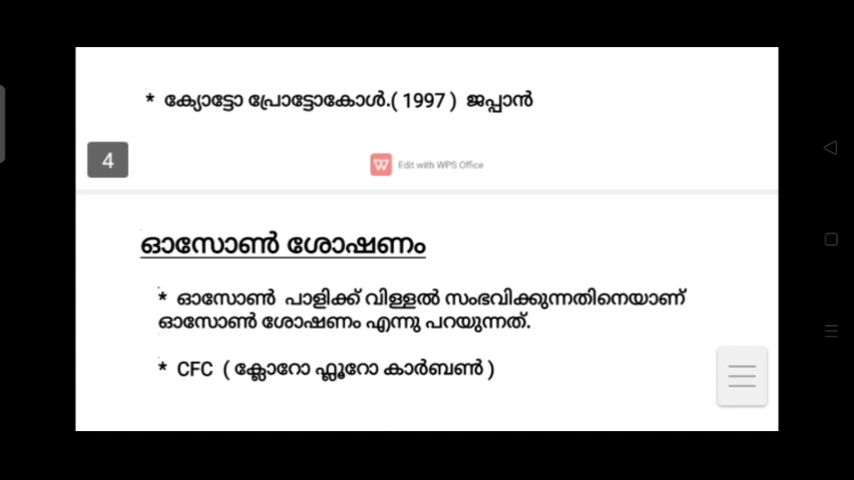 * ക്യോട്ടോ പ്രോട്ടോകോൾ.( 1997 ) ജപ്പാൻ
4
Edit with WPS Office
ഓസോൺ ശോഷണം
* ഓസോൺ പാളിക്ക് വിള്ളൽ സംഭവിക്കുന്നതിനെയാണ്
ഓസോൺ ശോഷണം എന്നു പറയുന്നത്.
* CFC ( ക്ലോറോ ഫ്ലൂറോ കാർബൺ )